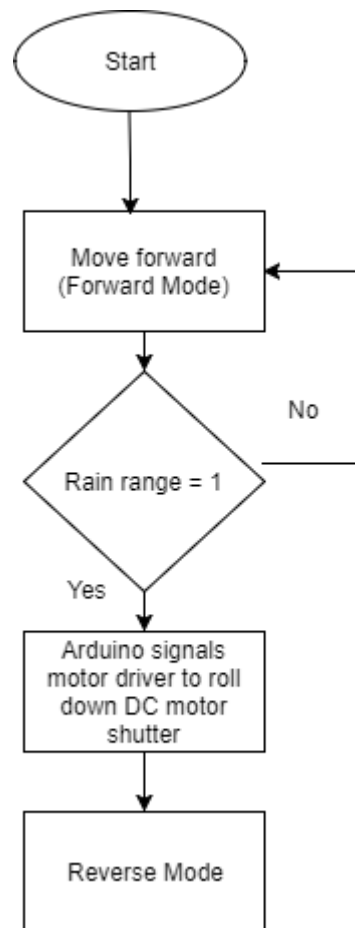 Start
Move forward
(Forward Mode)
No
Rain range = 1
Yes
Arduino signals
motor driver to roll
down DC motor
shutter
Reverse Mode